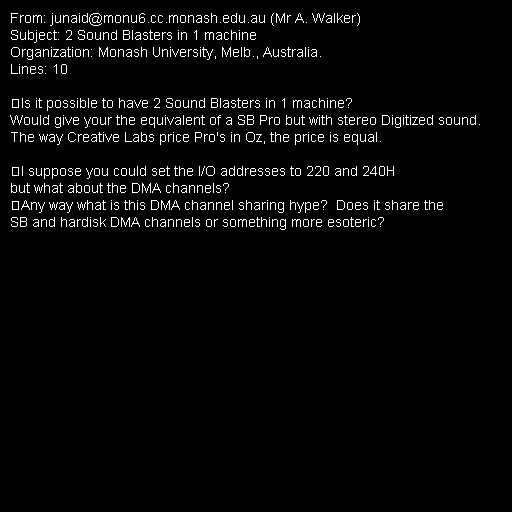 From: junaid@monu6.cc.monash.edu.au (Mr A. Walker)
Subject: 2 Sound Blasters in 1 machine
Organization: Monash University, Melb., Australia.
Lines: 10

Is it possible to have 2 Sound Blasters in 1 machine?
Would give your the equivalent of a SB Pro but with stereo Digitized sound.
The way Creative Labs price Pro's in Oz, the price is equal.

I suppose you could set the I/O addresses to 220 and 240H
but what about the DMA channels?
Any way what is this DMA channel sharing hype?  Does it share the
SB and hardisk DMA channels or something more esoteric?